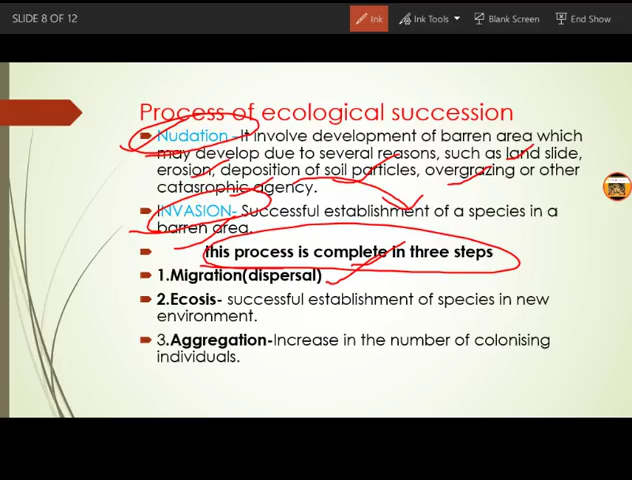 SLIDE 8 OF 12
Ink
Ink Tools
Blank Screen
End Show
Process of ecological succession
Nudation -It involve development of barren area which
may develop due to several reasons, such as land slide,
erosion, deposition of soil particles, overgrazing or other
catasrophic agency.
INVASION- Successful establishment of a species in a
barren area.
this process is complete in three steps
1.Migration(dispersal)
2.Ecosis- successful establishment of species in new
environment.
3.Aggregation-Increase in the number of colonising
individuals.